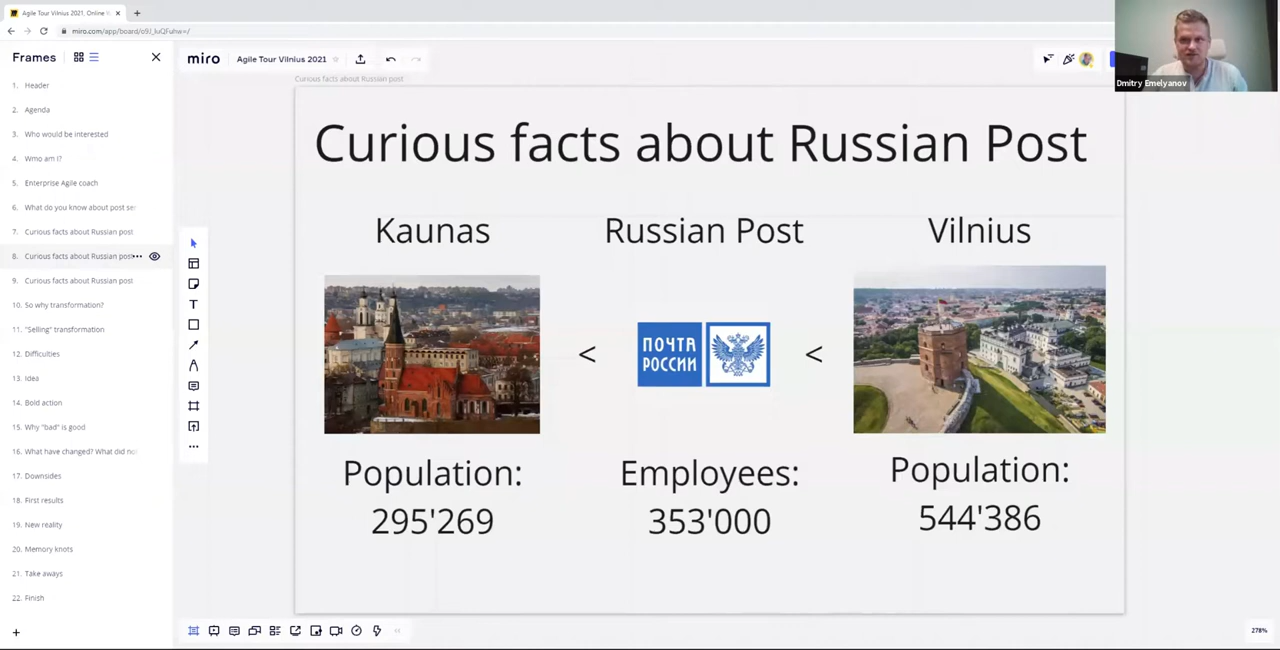 Agile Tour Vilnius 2021, Online K
miro.com/app/board/o9J_luQFuhw=/
Frames
miro
Agile Tour Vilnius 2021
Dmitry Emelyanov
1. Header
2. Agenda
3. Who would be interested
4. Who am I?
5. Enterprise Agile coach
6. What do you know about post ser
7. Curious facts about Russian post
8. Curious facts about Russian post
9. Curious facts about Russian post
10. So why transformation?
11. "Selling" transformation
12. Difficulties
13. Idea
14. Bold action
15. Why "bad" is good
16. What have changed? What did no
17. Downsides
18. First results
19. New reality
20. Memory knots
21. Take aways
22. Finish
Curious facts about Russian post
Curious facts about Russian Post
Kaunas
Russian Post
Vilnius
<
ПОЧТА
РОССИИ
<
Population:
295'269
Employees:
353'000
Population:
544'386
278%